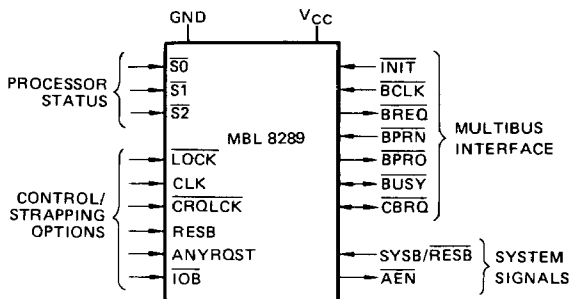 GND
VCC
PROCESSOR
STATUS
S0
S1
S2
MBL 8289
INIT
BCLK
BREQ
BPRN
BPRO
BUSY
CBRQ
MULTIBUS
INTERFACE
CONTROL/
STRAPPING
OPTIONS
LOCK
CLK
CRQLCK
RESB
ANYRQST
IOB
SYSB/RESB
AEN
SYSTEM
SIGNALS